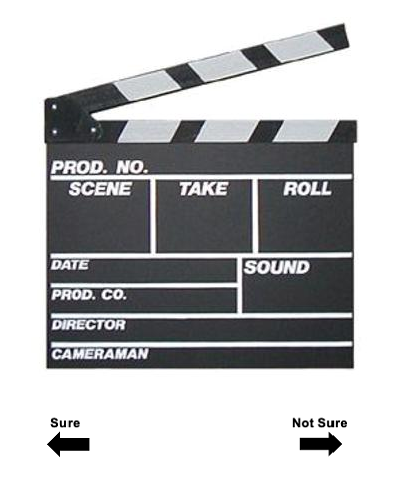 PROD. NO.
SCENE TAKE ROLL
DATE
SOUND
PROD. CO.
DIRECTOR
CAMERAMAN
Sure
Not Sure